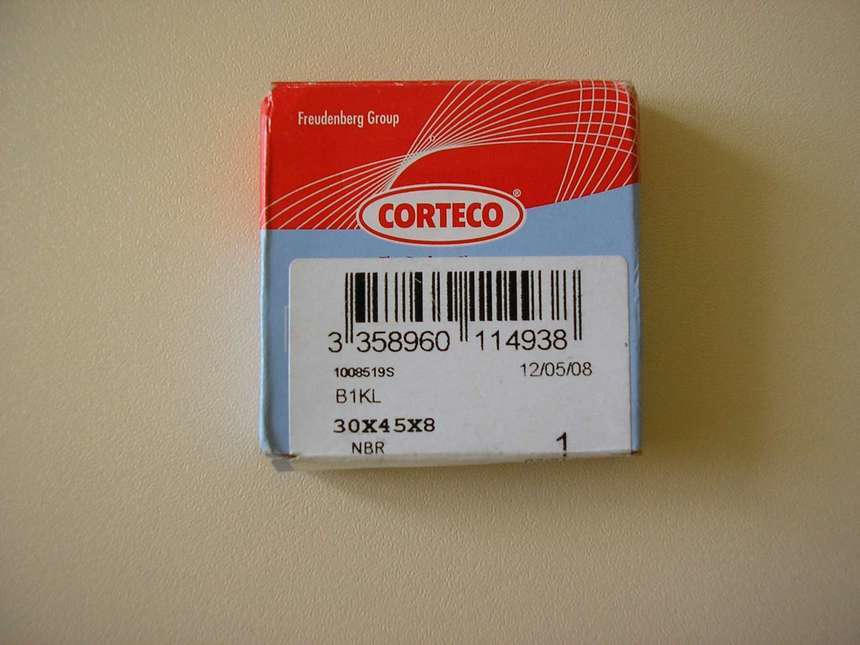 Freudenberg Group
CORTECO®
3 358960 114938
1008519S 12/05/08
B1KL
30X45X8
NBR 1